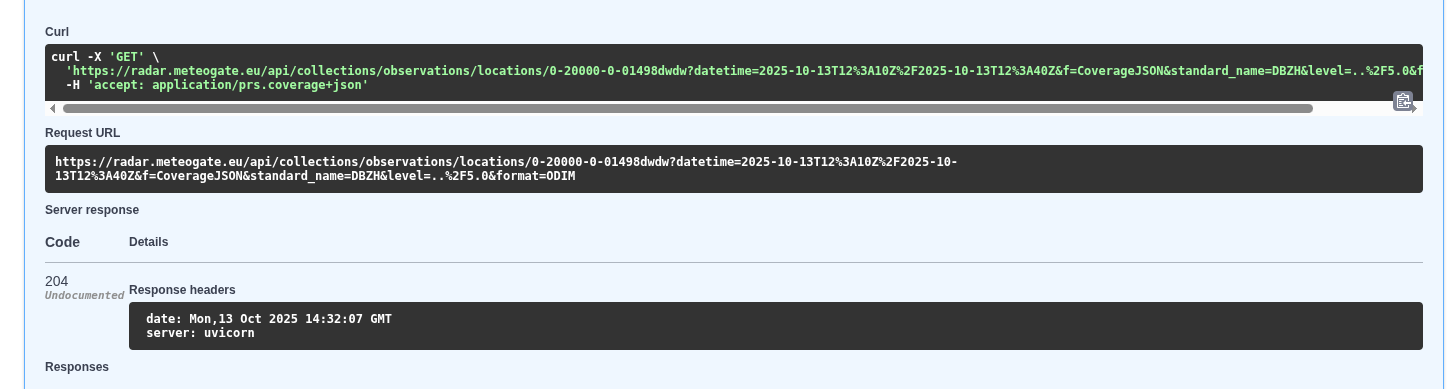 Curl
curl -X 'GET' \
'https://radar.meteogate.eu/api/collections/observations/locations/0-20000-0-01498dwdw?datetime=2025-10-13T12%3A10Z%2F2025-10-13T12%3A40Z&f=CoverageJSON&standard_name=DBZH&level=..%2F5.0&f
-H 'accept: application/prs.coverage+json'
Request URL
https://radar.meteogate.eu/api/collections/observations/locations/0-20000-0-01498dwdw?datetime=2025-10-13T12%3A10Z%2F2025-10-
13T12%3A40Z&f=CoverageJSON&standard_name=DBZH&level=..%2F5.0&format=ODIM
Server response
Code Details
204
Undocumented
Response headers
date: Mon,13 Oct 2025 14:32:07 GMT
server: uvicorn
Responses